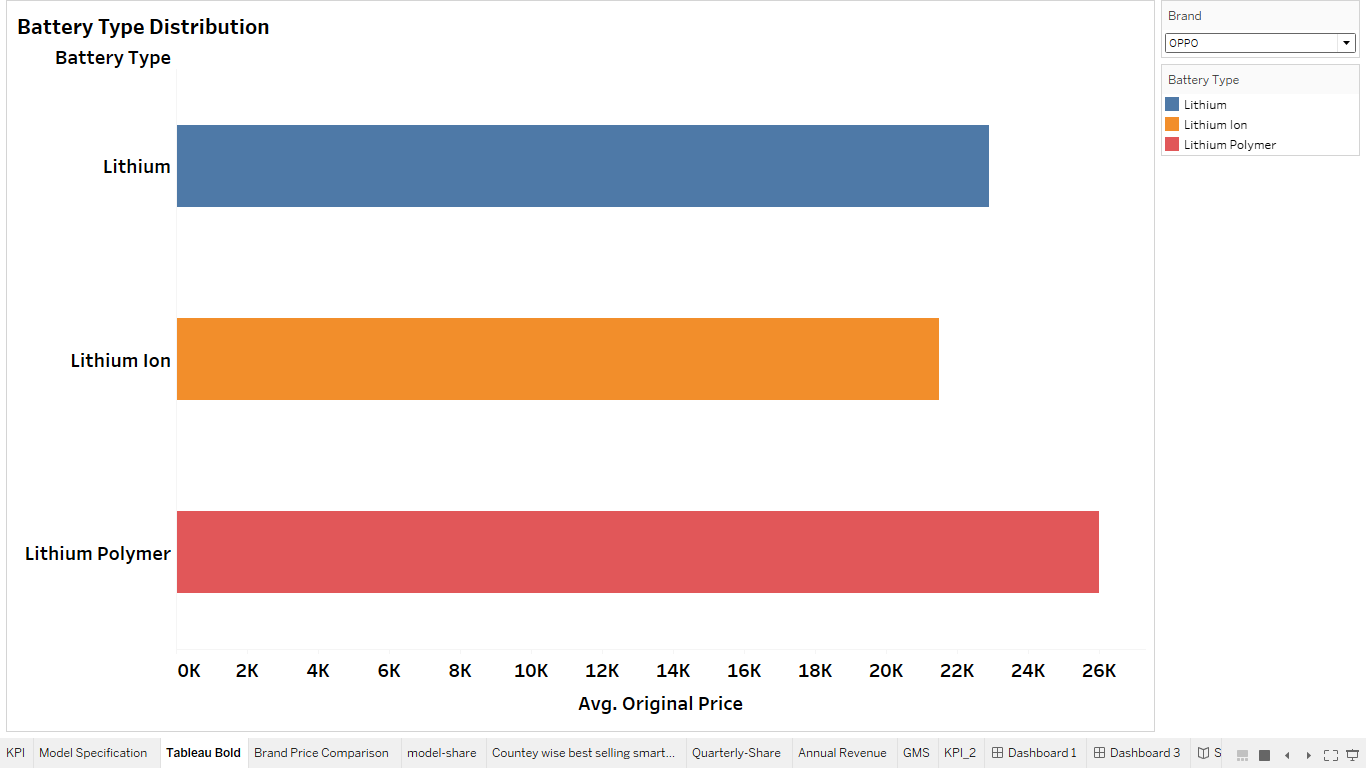 Battery Type Distribution
Battery Type
Lithium
Lithium Ion
Lithium Polymer
0K 2K 4K 6K 8K 10K 12K 14K 16K 18K 20K 22K 24K 26K
Avg. Original Price
Brand
OPPO
Battery Type
Lithium
Lithium Ion
Lithium Polymer
KPI Model Specification Tableau Bold Brand Price Comparison model-share Countey wise best selling smart... Quarterly-Share Annual Revenue GMS KPI_2 Dashboard 1 Dashboard 3 S